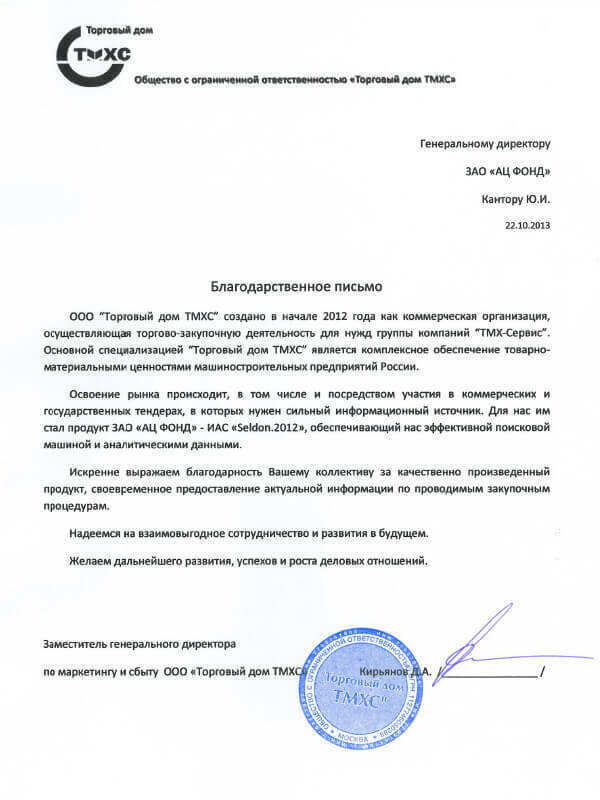 Торговый дом
ТМХС
Общество с ограниченной ответственностью «Торговый дом ТМХС»
Генеральному директору
ЗАО «АЦ ФОНД»
Кантору Ю.И.
22.10.2013
Благодарственное письмо
ООО "Торговый дом ТМХС" создано в начале 2012 года как коммерческая организация,
осуществляющая торгово-закупочную деятельность для нужд группы компаний "ТМХ-Сервис".
Основной специализацией "Торговый дом ТМХС" является комплексное обеспечение товарно-
материальными ценностями машиностроительных предприятий России.
Освоение рынка происходит, в том числе и посредством участия в коммерческих и
государственных тендерах, в которых нужен сильный информационный источник. Для нас им
стал продукт ЗАО «АЦ ФОНД» - ИАС «Seldon.2012», обеспечивающий нас эффективной поисковой
машиной и аналитическими данными.
Искренне выражаем благодарность Вашему коллективу за качественно произведенный
продукт, своевременное предоставление актуальной информации по проводимым закупочным
процедурам.
Надеемся на взаимовыгодное сотрудничество и развития в будущем.
Желаем дальнейшего развития, успехов и роста деловых отношений.
Заместитель генерального директора
по маркетингу и сбыту ООО «Торговый дом ТМХС» Кирьянов Д.А. /_______________/
ОБЩЕСТВО С ОГРАНИЧЕННОЙ ОТВЕТСТВЕННОСТЬЮ
"Торговый дом
ТМХС"
* МОСКВА *